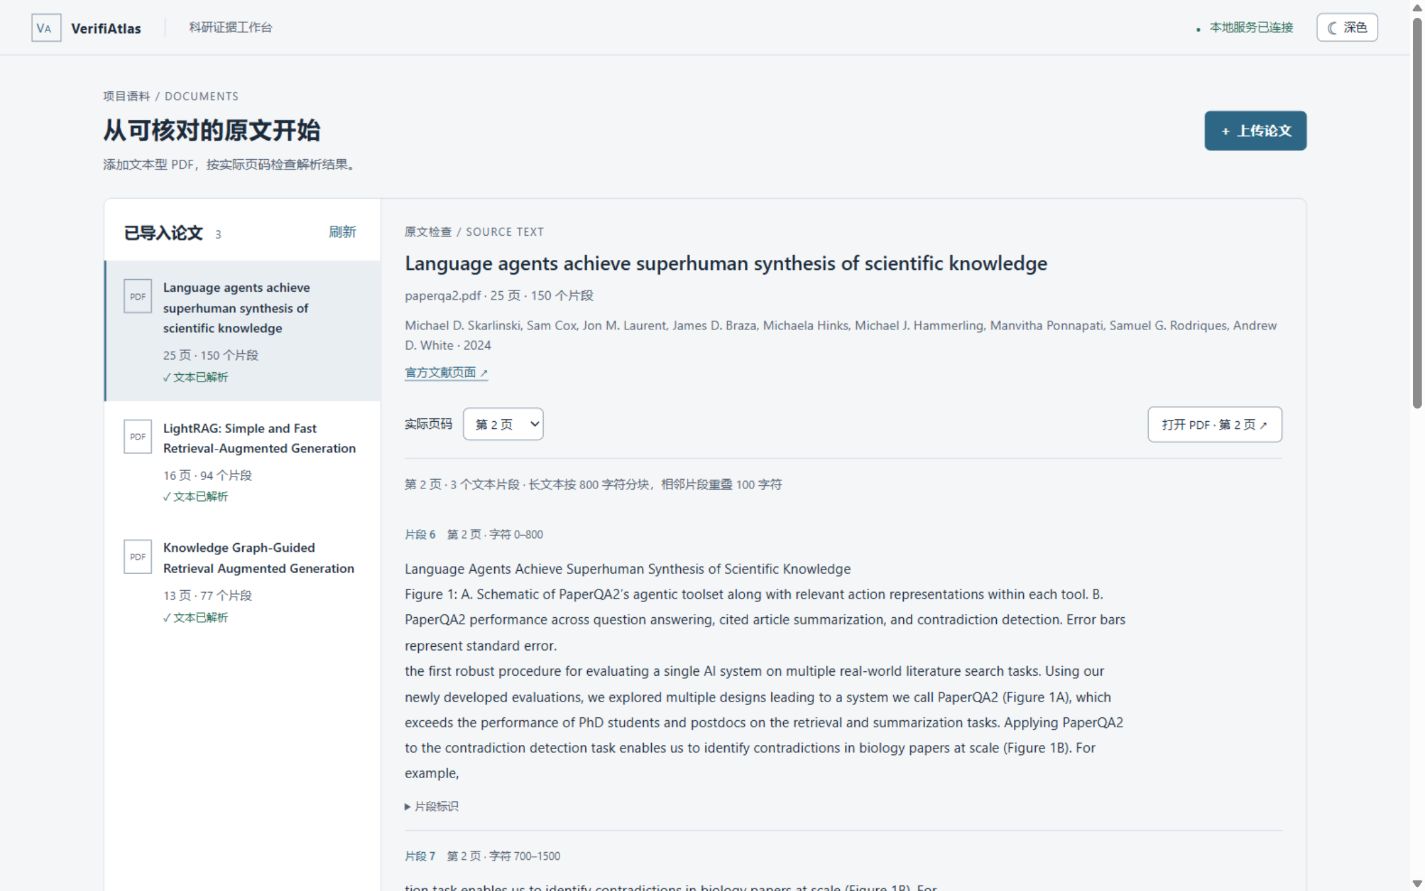 VA VerifiAtlas 科研证据工作台 • 本地服务已连接 ☾ 深色
项目语料 / DOCUMENTS
从可核对的原文开始
添加文本型 PDF，按实际页码检查解析结果。
+ 上传论文
已导入论文 3 刷新
PDF
Language agents achieve
superhuman synthesis of
scientific knowledge
25 页 · 150 个片段
✓ 文本已解析
PDF
LightRAG: Simple and Fast
Retrieval-Augmented Generation
16 页 · 94 个片段
✓ 文本已解析
PDF
Knowledge Graph-Guided
Retrieval Augmented Generation
13 页 · 77 个片段
✓ 文本已解析
原文检查 / SOURCE TEXT
Language agents achieve superhuman synthesis of scientific knowledge
paperqa2.pdf · 25 页 · 150 个片段
Michael D. Skarlinski, Sam Cox, Jon M. Laurent, James D. Braza, Michaela Hinks, Michael J. Hammerling, Manvitha Ponnapati, Samuel G. Rodriques, Andrew
D. White · 2024
官方文献页面 ↗
实际页码 第 2 页 打开 PDF · 第 2 页 ↗
第 2 页 · 3 个文本片段 · 长文本按 800 字符分块，相邻片段重叠 100 字符
片段 6 第 2 页 · 字符 0–800
Language Agents Achieve Superhuman Synthesis of Scientific Knowledge
Figure 1: A. Schematic of PaperQA2's agentic toolset along with relevant action representations within each tool. B.
PaperQA2 performance across question answering, cited article summarization, and contradiction detection. Error bars
represent standard error.
the first robust procedure for evaluating a single AI system on multiple real-world literature search tasks. Using our
newly developed evaluations, we explored multiple designs leading to a system we call PaperQA2 (Figure 1A), which
exceeds the performance of PhD students and postdocs on the retrieval and summarization tasks. Applying PaperQA2
to the contradiction detection task enables us to identify contradictions in biology papers at scale (Figure 1B). For
example,
▶ 片段标识
片段 7 第 2 页 · 字符 700–1500
tion task enables us to identify contradictions in biology papers at scale (Figure 1B). For